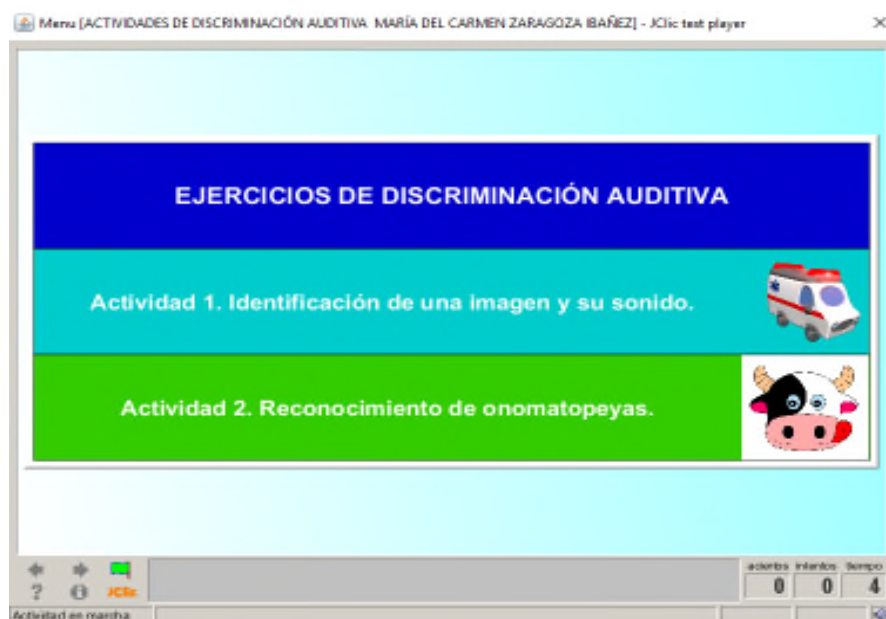 Menu [ACTIVIDADES DE DISCRIMINACIÓN AUDITIVA MARÍA DEL CARMEN ZARAGOZA IBAÑEZ] - JClic test player
EJERCICIOS DE DISCRIMINACIÓN AUDITIVA
Actividad 1. Identificación de una imagen y su sonido.
Actividad 2. Reconocimiento de onomatopeyas.
aciertos intentos tiempo
? JClic 0 0 4
Actividad en marcha